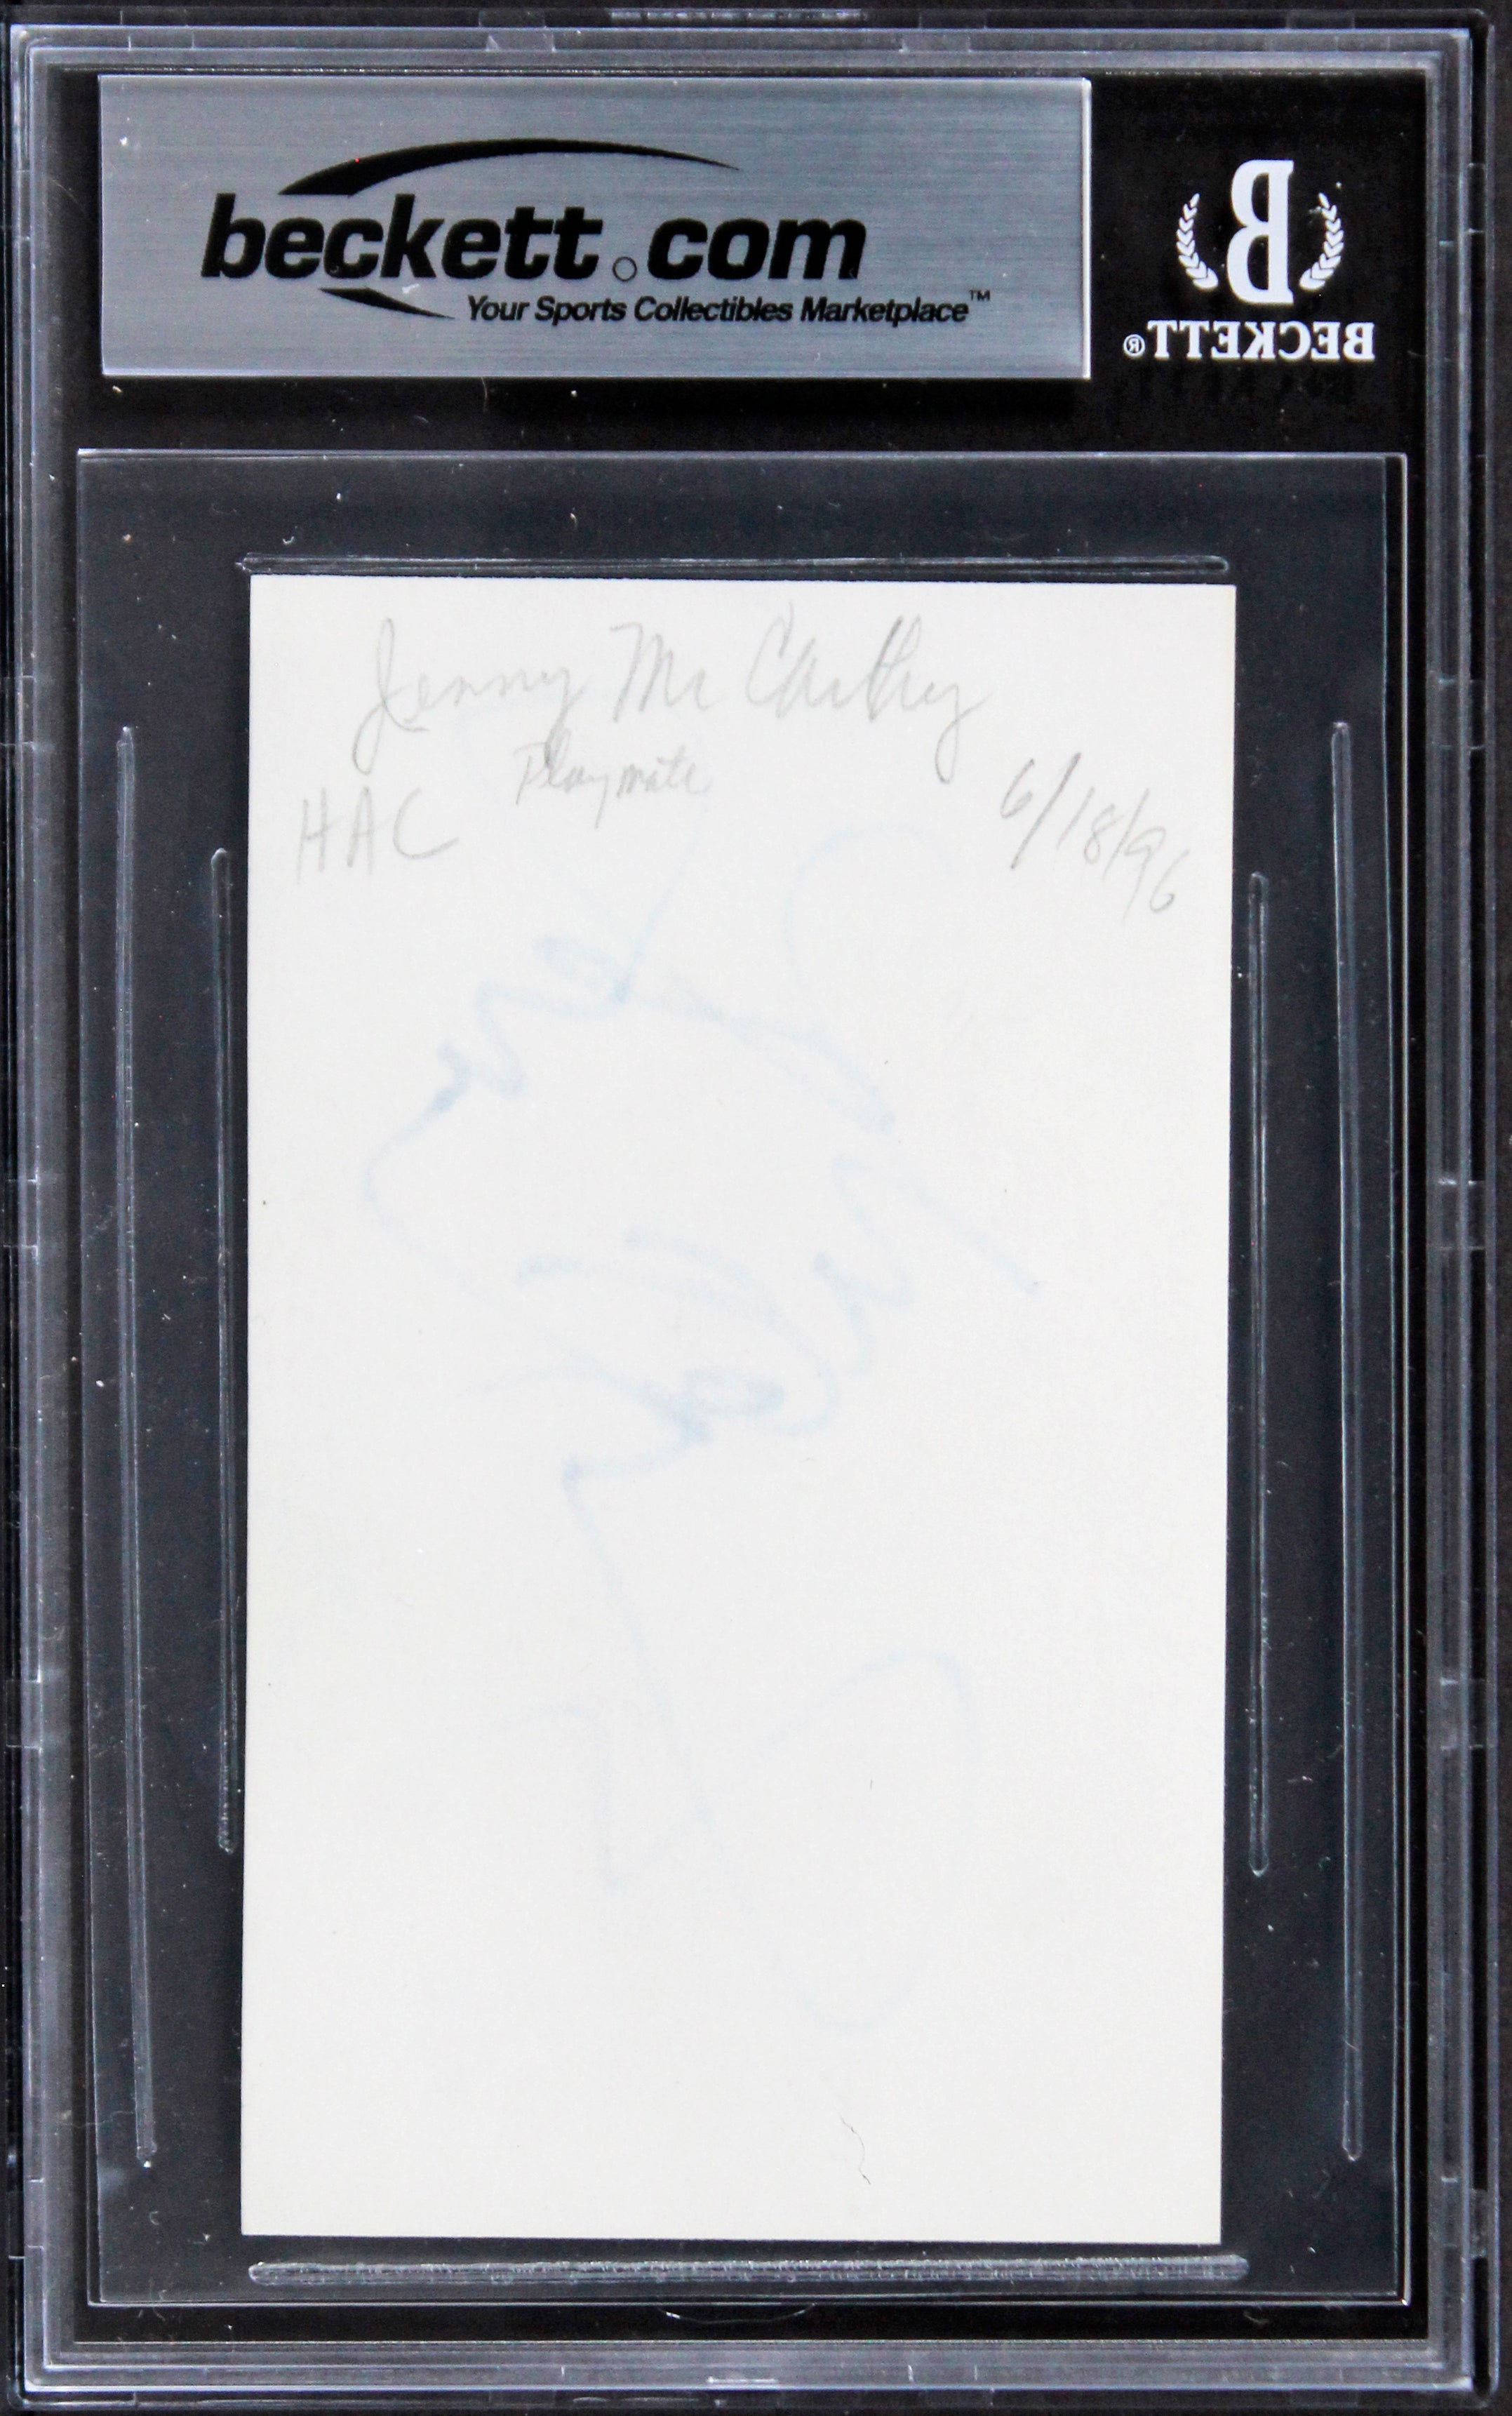 beckett.com
Your Sports Collectibles Marketplace™
B
BECKETT®
Jenny McCarthy
Playmate
HAC
6/18/96